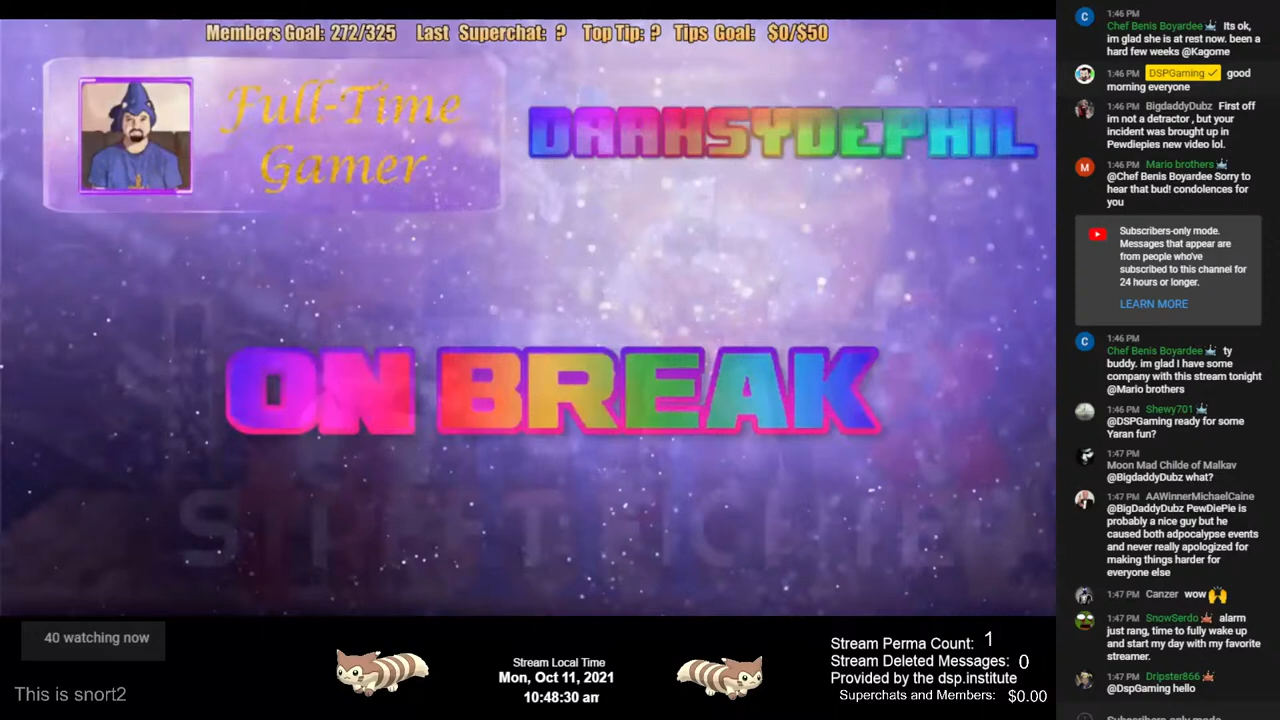 Members Goal: 272/325 Last Superchat: ? Top Tip: ? Tips Goal: $0/$50
Full-Time
Gamer
DARKSYDEPHIL
ON BREAK
40 watching now
This is snort2
Stream Local Time
Mon, Oct 11, 2021
10:48:30 am
Stream Perma Count: 1
Stream Deleted Messages: 0
Provided by the dsp.institute
Superchats and Members: $0.00
1:46 PM
Chef Benis Boyardee Its ok,
im glad she is at rest now. been a
hard few weeks @Kagome
1:46 PM DSPGaming ✓ good
morning everyone
1:46 PM BigdaddyDubz First off
im not a detractor , but your
incident was brought up in
Pewdiepies new video lol.
1:46 PM Mario brothers
@Chef Benis Boyardee Sorry to
hear that bud! condolences for
you
Subscribers-only mode.
Messages that appear are
from people who've
subscribed to this channel for
24 hours or longer.
LEARN MORE
1:46 PM
Chef Benis Boyardee ty
buddy. im glad I have some
company with this stream tonight
@Mario brothers
1:46 PM Shewy701
@DSPGaming ready for some
Yaran fun?
1:47 PM
Moon Mad Childe of Malkav
@BigdaddyDubz what?
1:47 PM AAWinnerMichaelCaine
@BigDaddyDubz PewDiePie is
probably a nice guy but he
caused both adpocalypse events
and never really apologized for
making things harder for
everyone else
1:47 PM Canzer wow 🙌
1:47 PM SnowSerdo alarm
just rang, time to fully wake up
and start my day with my favorite
streamer.
1:47 PM Dripster866
@DspGaming hello
Subscribers-only mode.